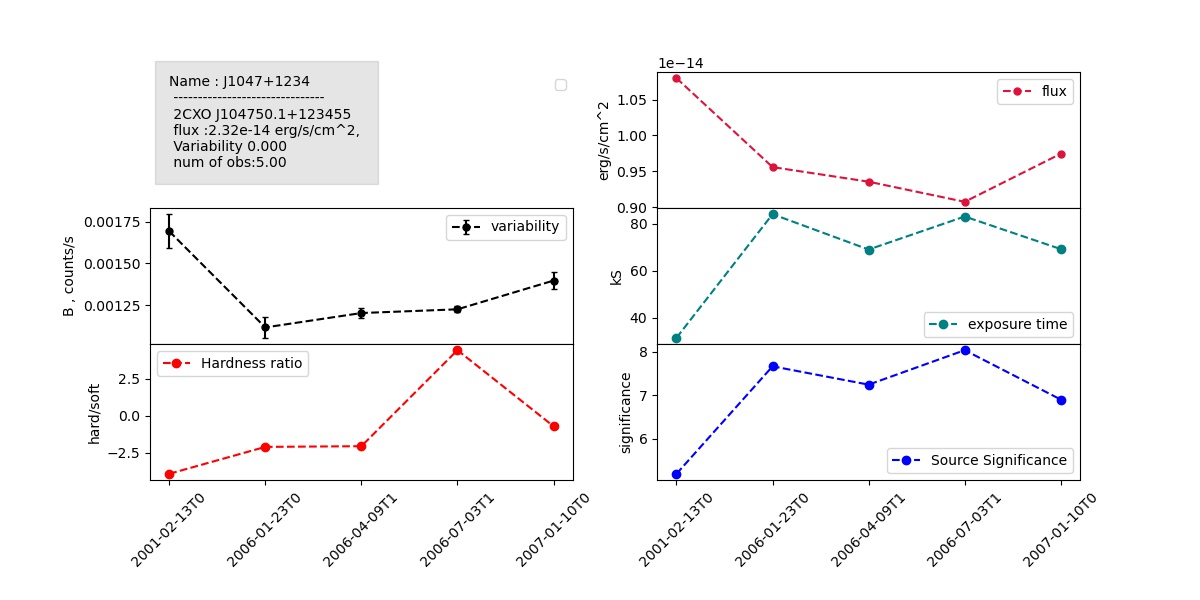 Name : J1047+1234
------------------------------
2CXO J104750.1+123455
flux :2.32e-14 erg/s/cm^2,
Variability 0.000
num of obs:5.00
0.00175
0.00150
0.00125
B , counts/s
variability
2.5
0.0
−2.5
hard/soft
Hardness ratio
2001-02-13T0
2006-01-23T0
2006-04-09T1
2006-07-03T1
2007-01-10T0
1e−14
1.05
1.00
0.95
0.90
erg/s/cm^2
flux
80
60
40
kS
exposure time
8
7
6
significance
Source Significance
2001-02-13T0
2006-01-23T0
2006-04-09T1
2006-07-03T1
2007-01-10T0